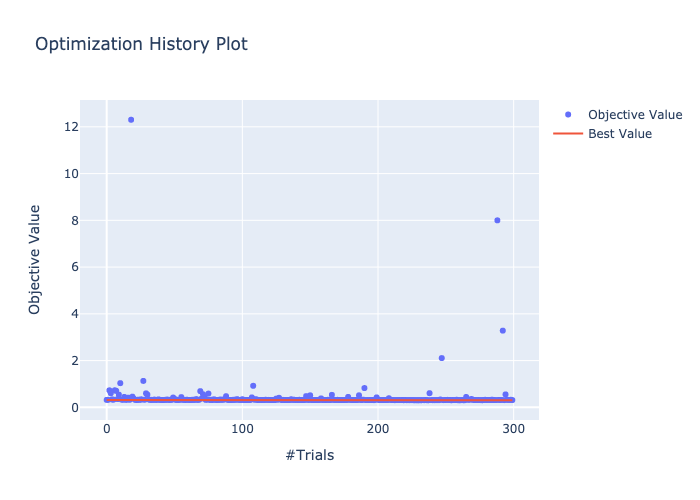 Optimization History Plot
Objective Value
Best Value
12
10
8
6
4
2
0
Objective Value
0
100
200
300
#Trials